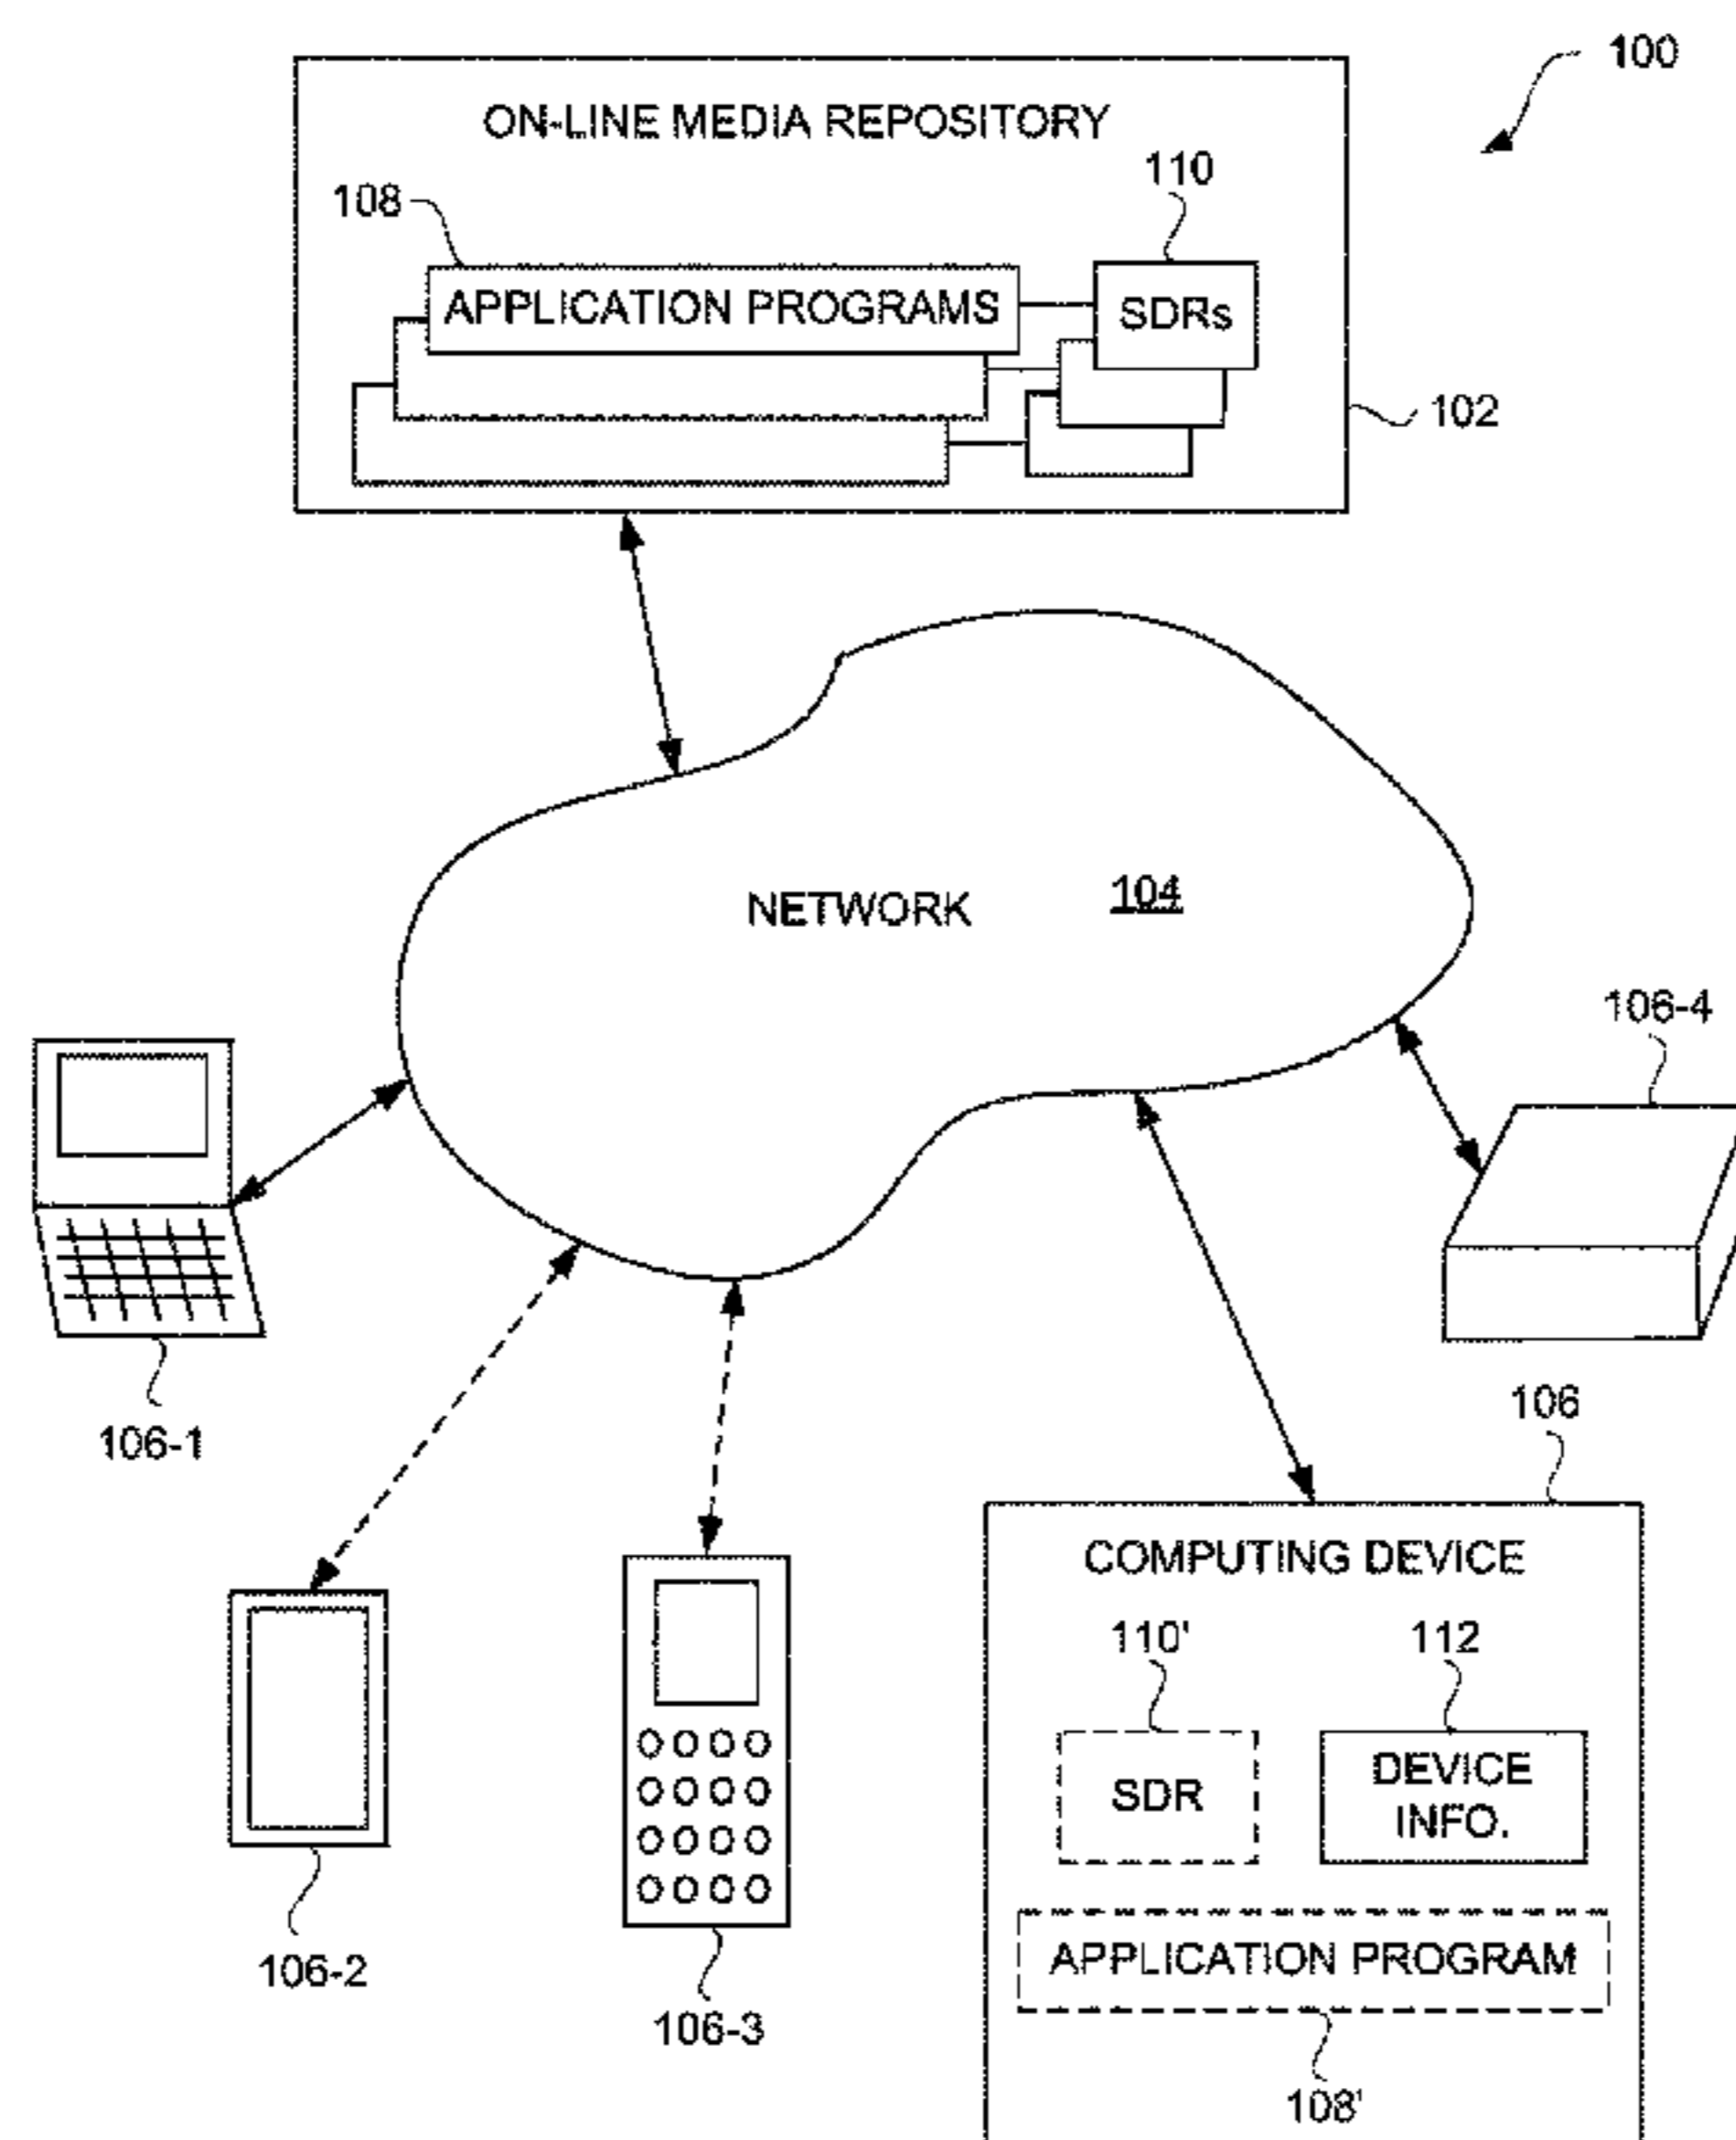 100
ON-LINE MEDIA REPOSITORY
108
110
APPLICATION PROGRAMS
SDRs
102
NETWORK
104
106-4
106-1
106
COMPUTING DEVICE
110'
112
SDR
DEVICE
INFO.
APPLICATION PROGRAM
106-2
106-3
108'